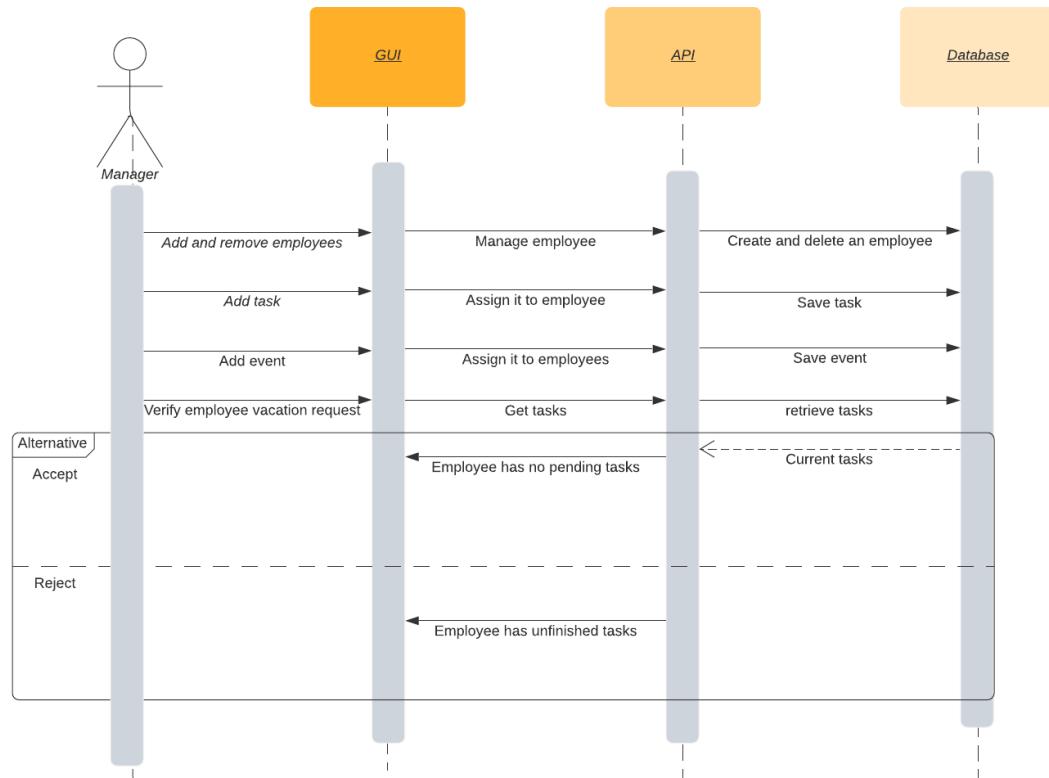 GUI
API
Database
Manager
Add and remove employees
Manage employee
Create and delete an employee
Add task
Assign it to employee
Save task
Add event
Assign it to employees
Save event
Verify employee vacation request
Get tasks
retrieve tasks
Alternative
Accept
Employee has no pending tasks
Current tasks
Reject
Employee has unfinished tasks